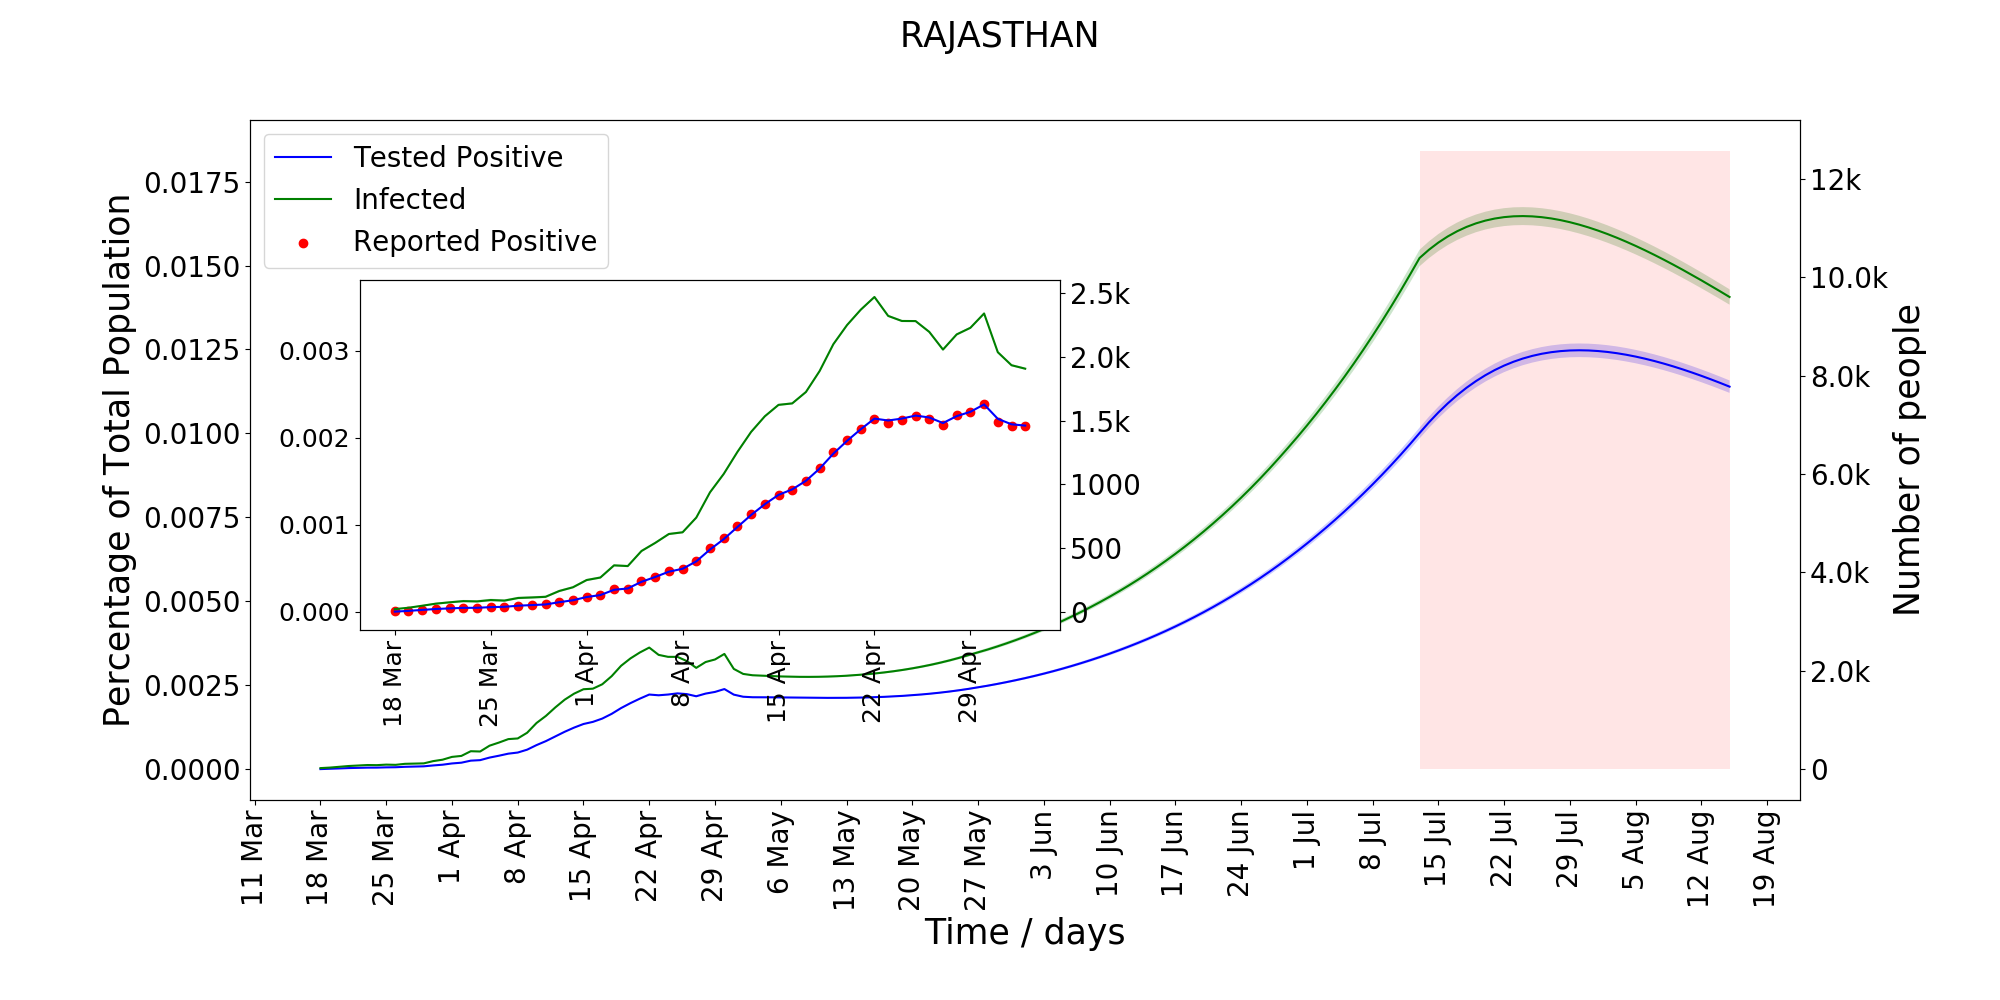 RAJASTHAN
Tested Positive
Infected
Reported Positive
Percentage of Total Population
0.0175
0.0150
0.0125
0.0100
0.0075
0.0050
0.0025
0.0000
0.003
0.002
0.001
0.000
2.5k
2.0k
1.5k
1000
500
0
18 Mar
25 Mar
1 Apr
8 Apr
15 Apr
22 Apr
29 Apr
12k
10.0k
8.0k
6.0k
4.0k
2.0k
0
Number of people
11 Mar
18 Mar
25 Mar
1 Apr
8 Apr
15 Apr
22 Apr
29 Apr
6 May
13 May
20 May
27 May
3 Jun
10 Jun
17 Jun
24 Jun
1 Jul
8 Jul
15 Jul
22 Jul
29 Jul
5 Aug
12 Aug
19 Aug
Time / days